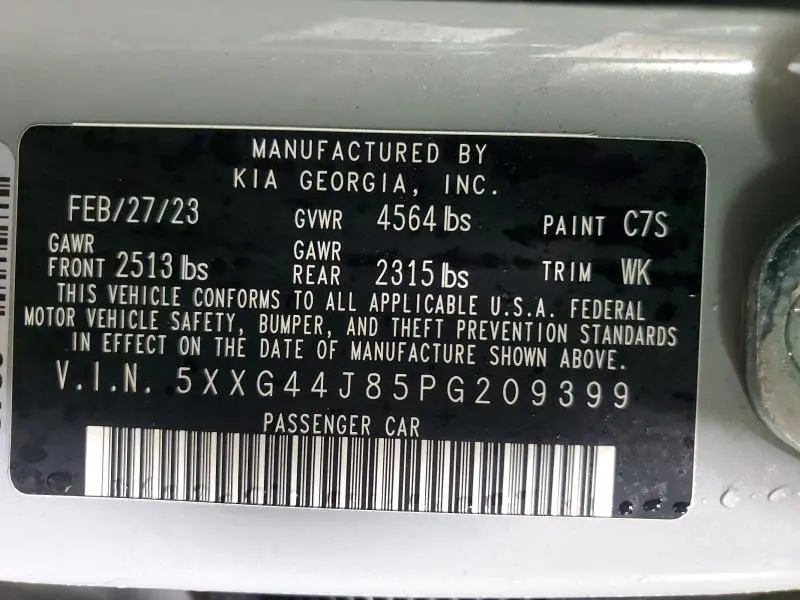 MANUFACTURED BY
KIA GEORGIA, INC.
FEB/27/23 GVWR 4564 lbs PAINT C7S
GAWR FRONT 2513 lbs GAWR REAR 2315 lbs TRIM WK
THIS VEHICLE CONFORMS TO ALL APPLICABLE U.S.A. FEDERAL
MOTOR VEHICLE SAFETY, BUMPER, AND THEFT PREVENTION STANDARDS
IN EFFECT ON THE DATE OF MANUFACTURE SHOWN ABOVE.
V.I.N. 5XXG44J85PG209399
PASSENGER CAR